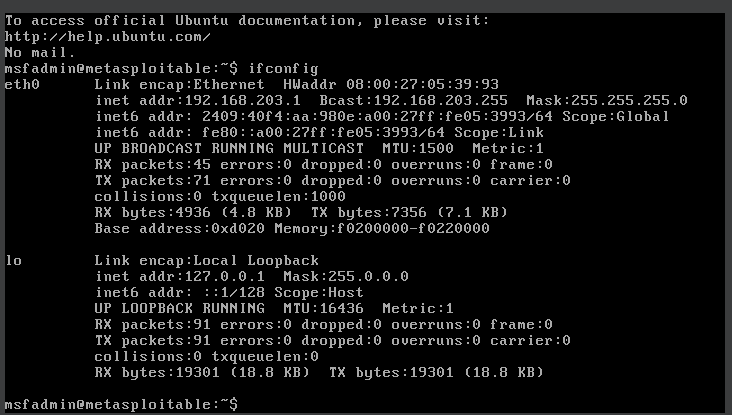 To access official Ubuntu documentation, please visit:
http://help.ubuntu.com/
No mail.
msfadmin@metasploitable:~$ ifconfig
eth0      Link encap:Ethernet  HWaddr 08:00:27:05:39:93
          inet addr:192.168.203.1  Bcast:192.168.203.255  Mask:255.255.255.0
          inet6 addr: 2409:40f4:aa:980e:a00:27ff:fe05:3993/64 Scope:Global
          inet6 addr: fe80::a00:27ff:fe05:3993/64 Scope:Link
          UP BROADCAST RUNNING MULTICAST  MTU:1500  Metric:1
          RX packets:45 errors:0 dropped:0 overruns:0 frame:0
          TX packets:71 errors:0 dropped:0 overruns:0 carrier:0
          collisions:0 txqueuelen:1000
          RX bytes:4936 (4.8 KB)  TX bytes:7356 (7.1 KB)
          Base address:0xd020 Memory:f0200000-f0220000

lo        Link encap:Local Loopback
          inet addr:127.0.0.1  Mask:255.0.0.0
          inet6 addr: ::1/128 Scope:Host
          UP LOOPBACK RUNNING  MTU:16436  Metric:1
          RX packets:91 errors:0 dropped:0 overruns:0 frame:0
          TX packets:91 errors:0 dropped:0 overruns:0 carrier:0
          collisions:0 txqueuelen:0
          RX bytes:19301 (18.8 KB)  TX bytes:19301 (18.8 KB)

msfadmin@metasploitable:~$